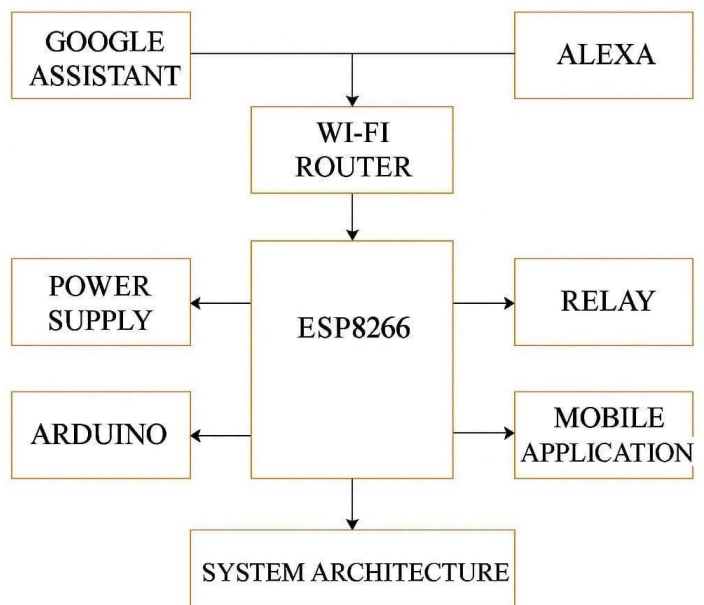 GOOGLE
ASSISTANT
ALEXA
WI-FI
ROUTER
POWER
SUPPLY
ESP8266
RELAY
ARDUINO
MOBILE
APPLICATION
SYSTEM ARCHITECTURE